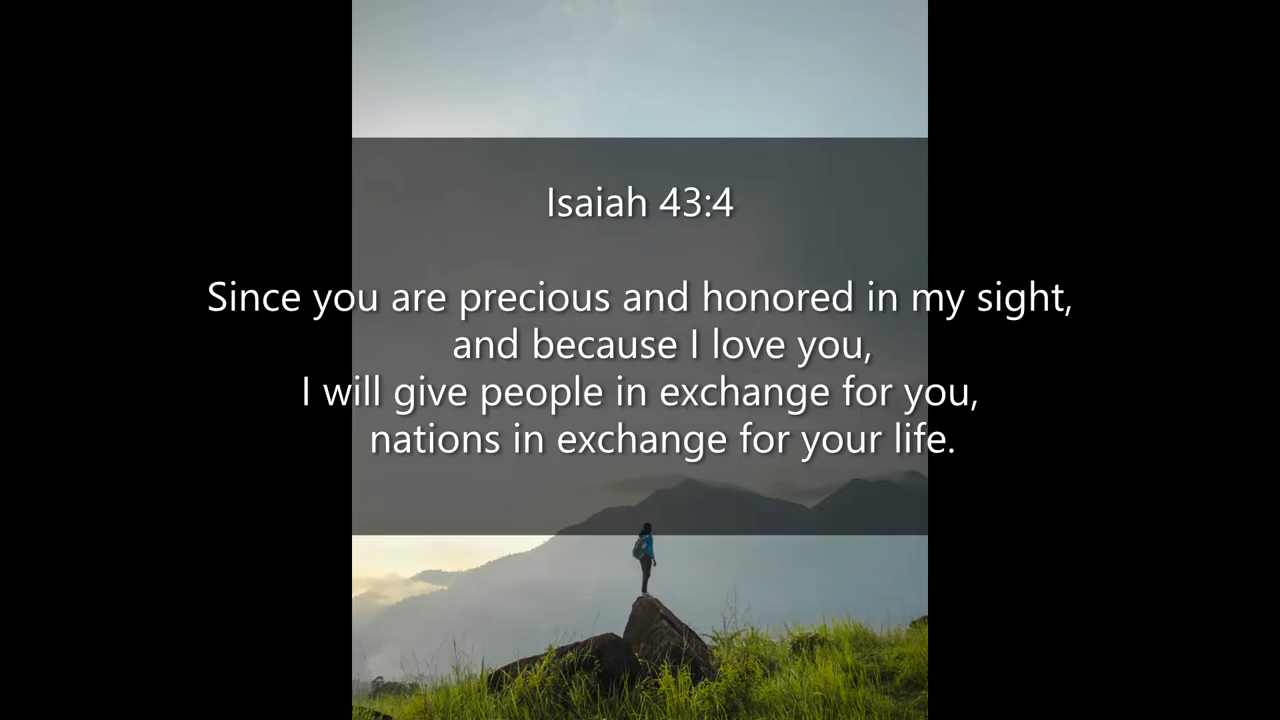 Isaiah 43:4
Since you are precious and honored in my sight,
and because I love you,
I will give people in exchange for you,
nations in exchange for your life.